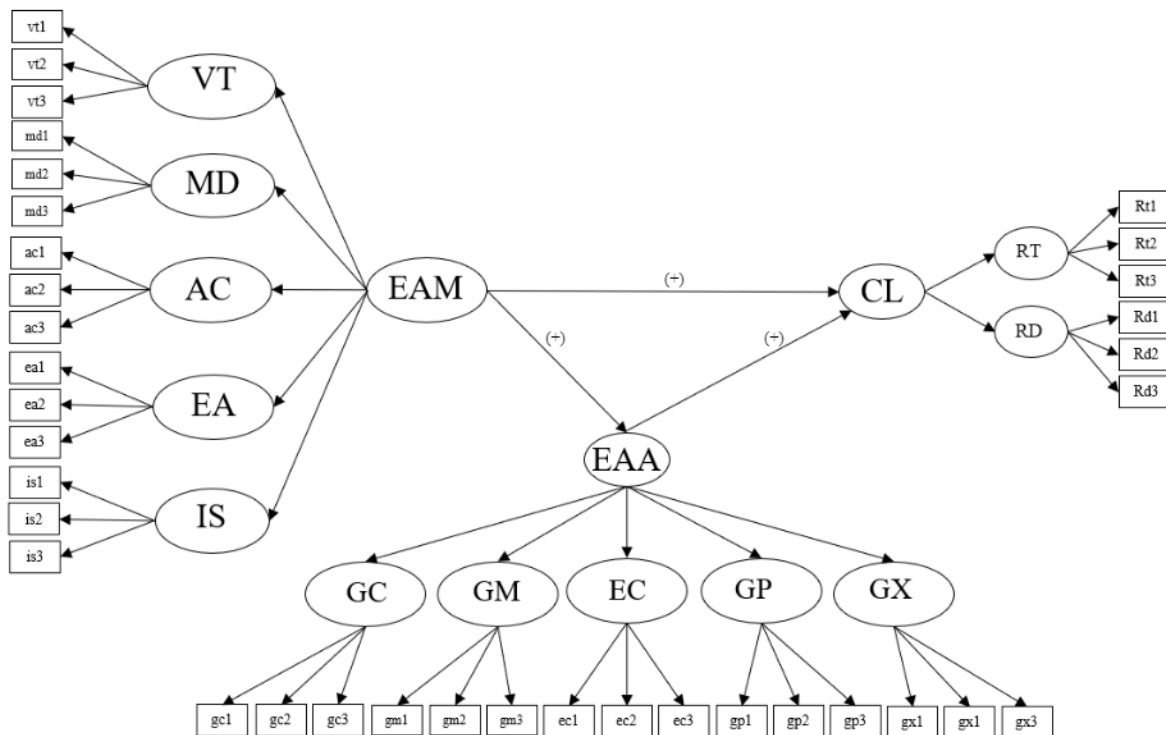 vt1
vt2
vt3
VT
md1
md2
md3
MD
ac1
ac2
ac3
AC
ea1
ea2
ea3
EA
is1
is2
is3
IS
EAM
(+)
(+)
(+)
CL
RT
RD
Rt1
Rt2
Rt3
Rd1
Rd2
Rd3
EAA
GC
GM
EC
GP
GX
gc1
gc2
gc3
gm1
gm2
gm3
ec1
ec2
ec3
gp1
gp2
gp3
gx1
gx1
gx3